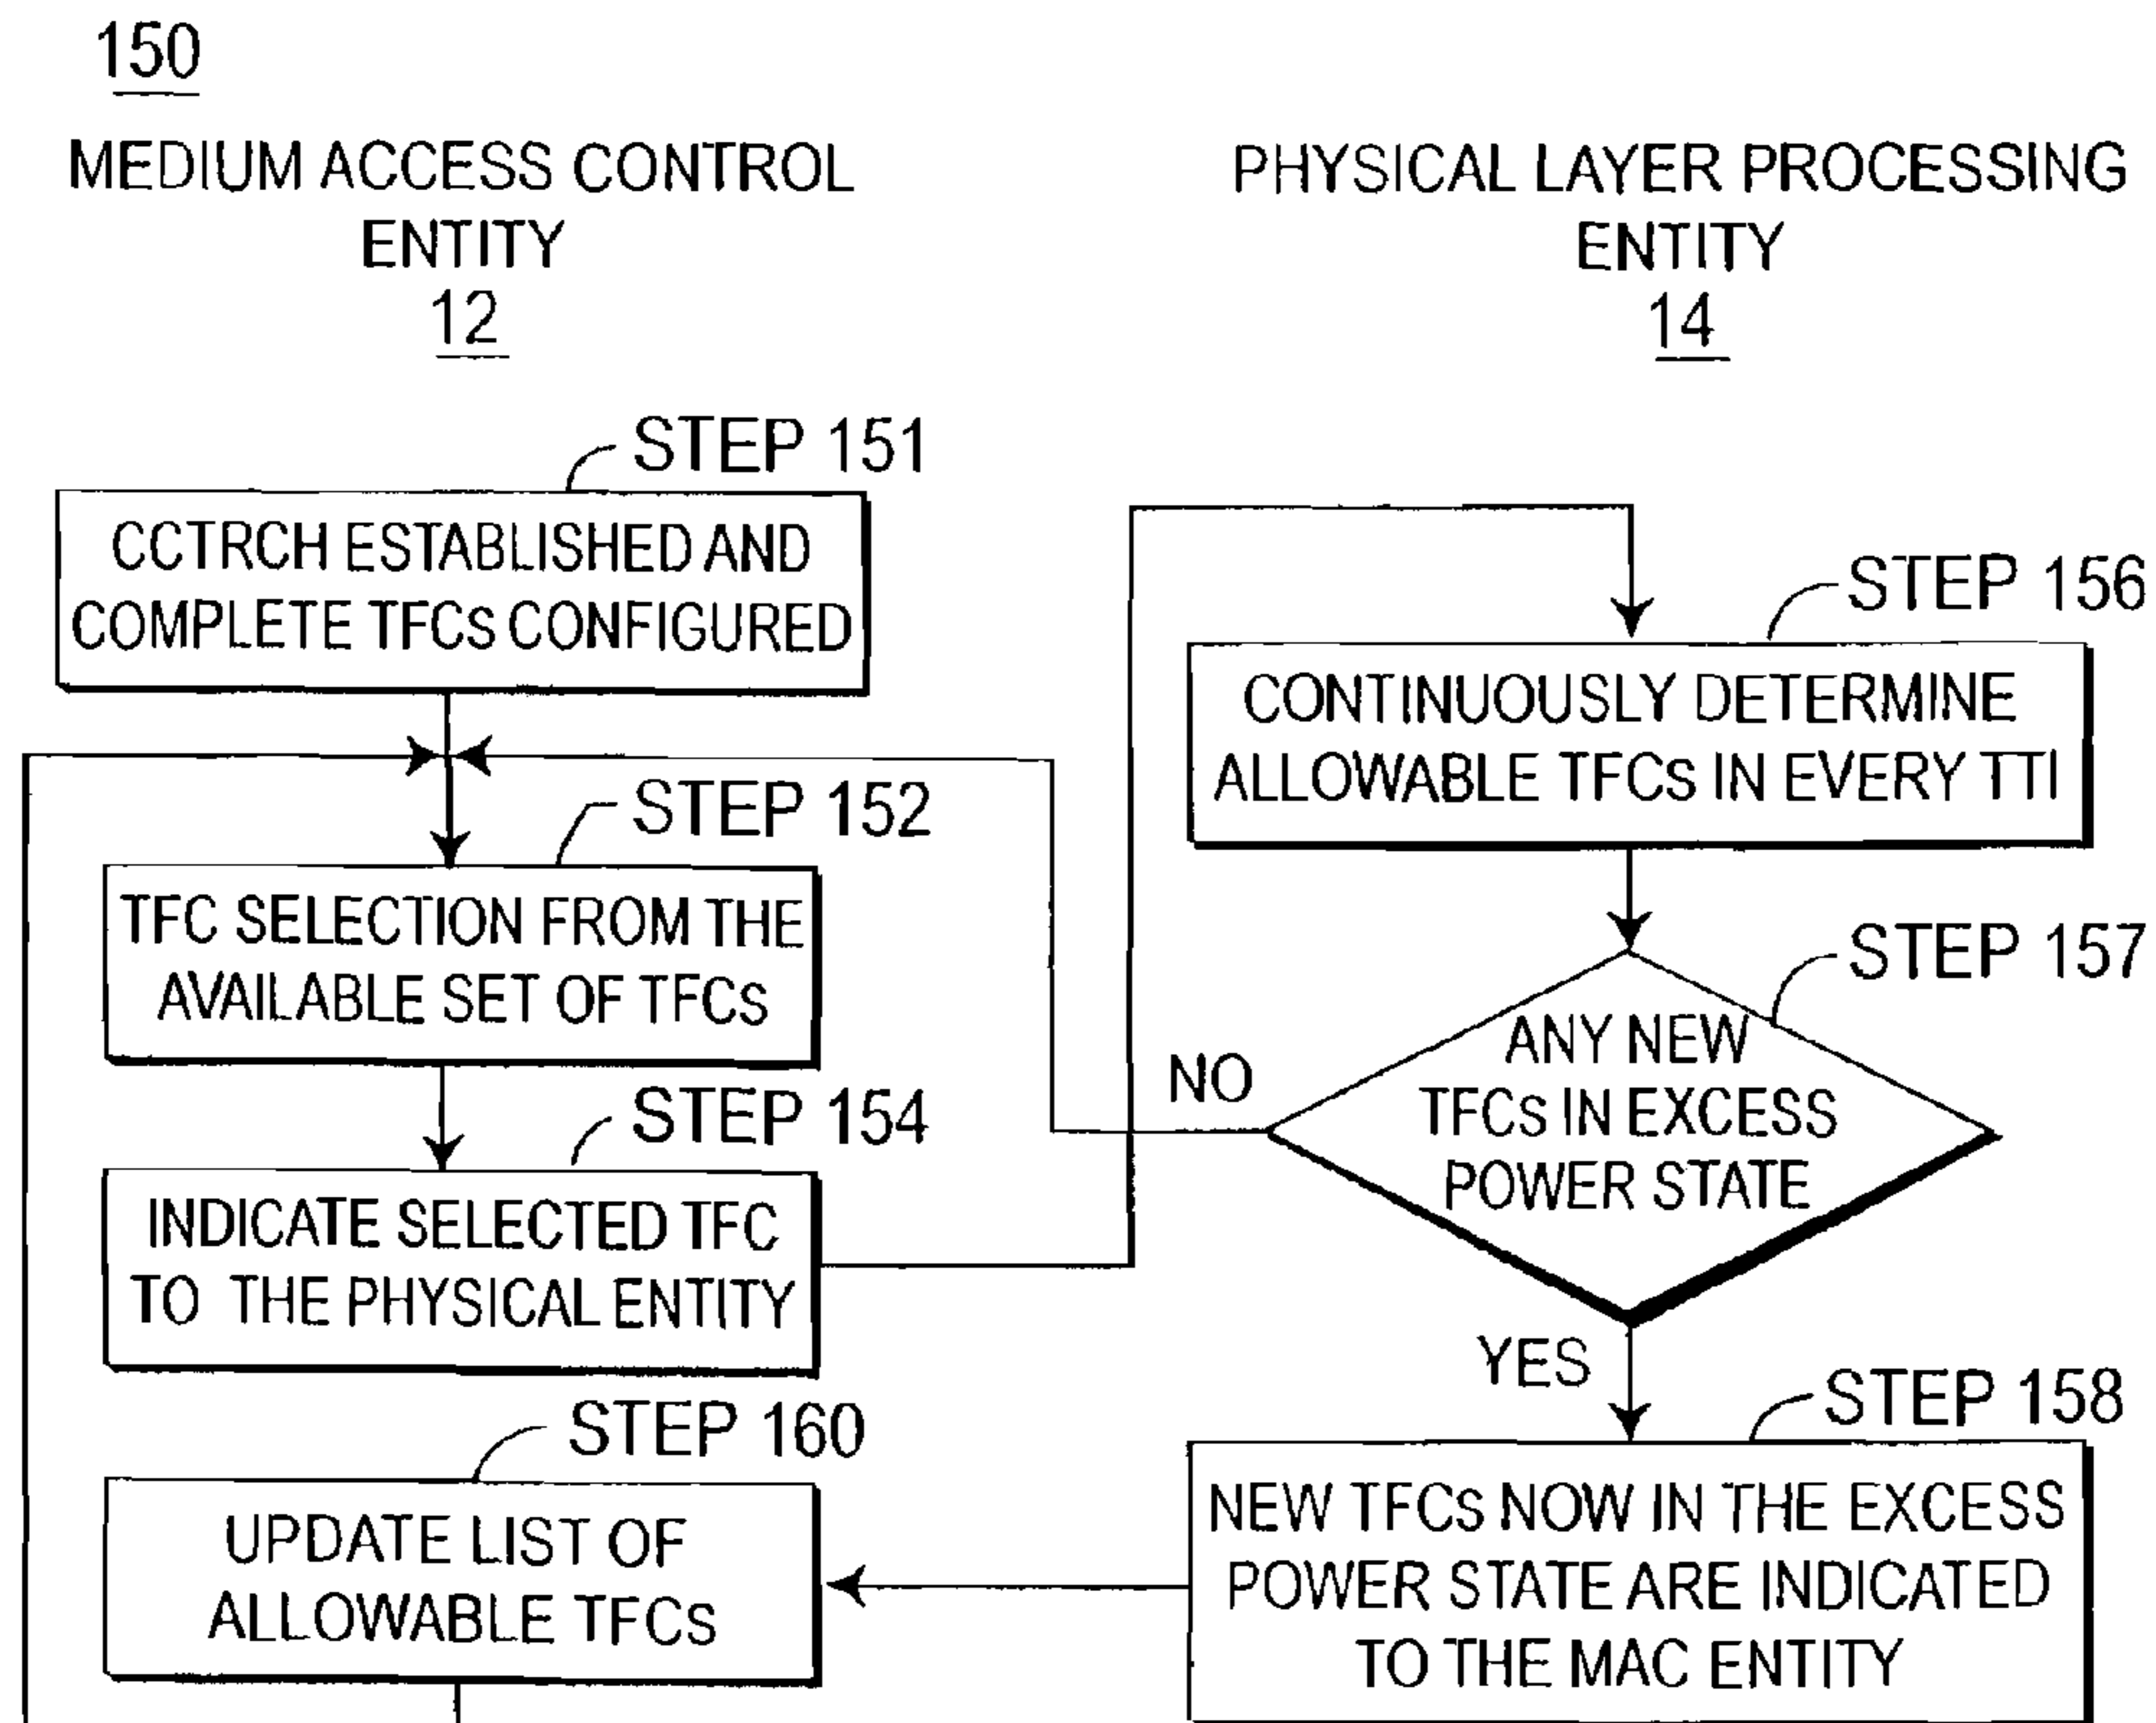 150
MEDIUM ACCESS CONTROL
ENTITY
12
PHYSICAL LAYER PROCESSING
ENTITY
14
STEP 151
CCTRCH ESTABLISHED AND
COMPLETE TFCs CONFIGURED
STEP 152
TFC SELECTION FROM THE
AVAILABLE SET OF TFCs
STEP 154
INDICATE SELECTED TFC
TO THE PHYSICAL ENTITY
STEP 156
CONTINUOUSLY DETERMINE
ALLOWABLE TFCs IN EVERY TTI
STEP 157
ANY NEW
TFCs IN EXCESS
POWER STATE
NO
YES
STEP 158
NEW TFCs NOW IN THE EXCESS
POWER STATE ARE INDICATED
TO THE MAC ENTITY
STEP 160
UPDATE LIST OF
ALLOWABLE TFCs